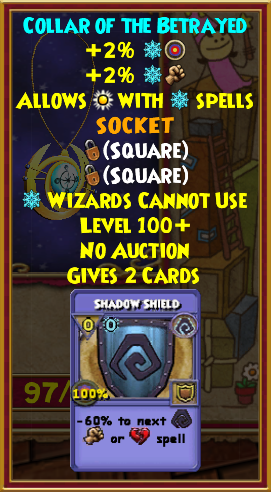 Collar of the Betrayed
+2%
+2%
Allows with Spells
Socket
(Square)
(Square)
Wizards Cannot Use
Level 100+
No Auction
Gives 2 Cards
Shadow Shield
0 0
100%
-60% to next
or spell
97/